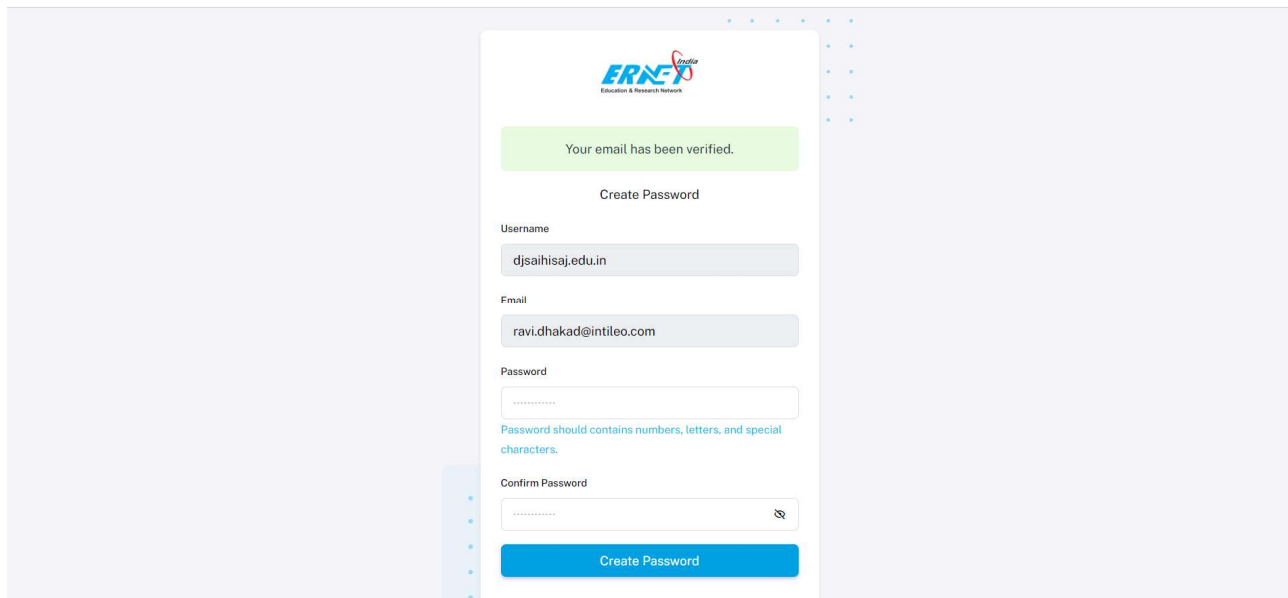 ERNET India
Education & Research Network
Your email has been verified.
Create Password
Username
djsaihisaj.edu.in
Email
ravi.dhakad@intileo.com
Password
------------
Password should contains numbers, letters, and special
characters.
Confirm Password
------------
Create Password